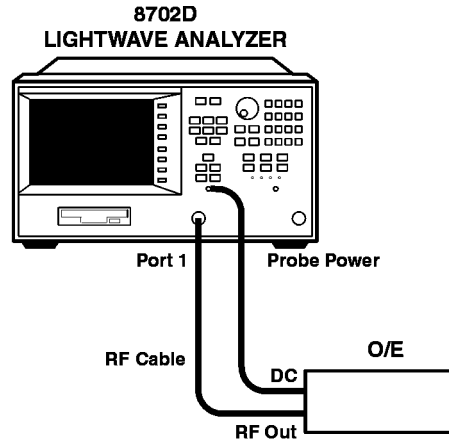 8702D
LIGHTWAVE ANALYZER
Port 1
Probe Power
RF Cable
O/E
DC
RF Out